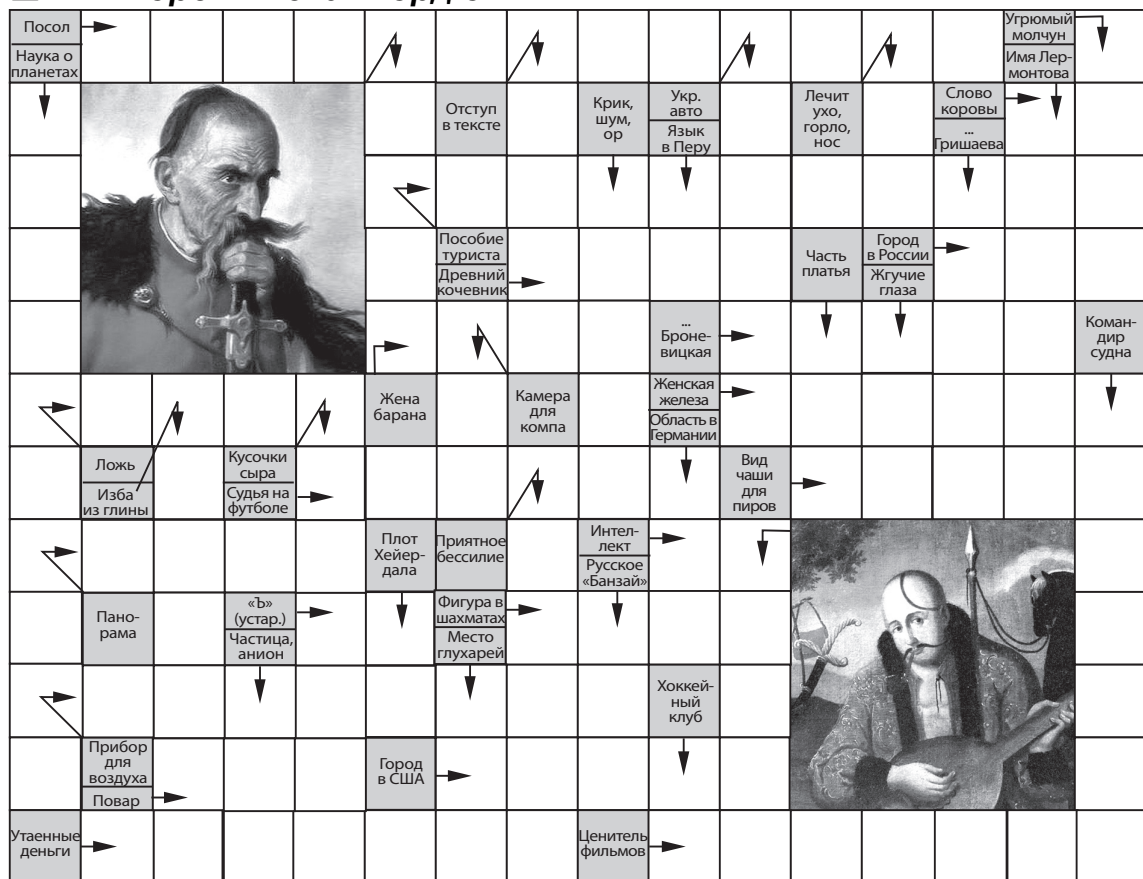 Посол
Наука о
планетах
Угрюмый
молчун
Имя Лер-
монтова
Отступ
в тексте
Крик,
шум,
ор
Укр.
авто
Язык
в Перу
Лечит
ухо,
горло,
нос
Слово
коровы
...
Гришаева
Пособие
туриста
Древний
кочевник
Часть
платья
Город
в России
Жгучие
глаза
...
Броне-
вицкая
Коман-
дир
судна
Жена
барана
Камера
для
компа
Женская
железа
Область в
Германии
Ложь
Изба
из глины
Кусочки
сыра
Судья на
футболе
Вид
чаши
для
пиров
Плот
Хейер-
дала
Приятное
бессилие
Интел-
лект
Русское
«Банзай»
Пано-
рама
«Ъ»
(устар.)
Частица,
анион
Фигура в
шахматах
Место
глухарей
Хоккей-
ный
клуб
Прибор
для
воздуха
Повар
Город
в США
Утаенные
деньги
Ценитель
фильмов